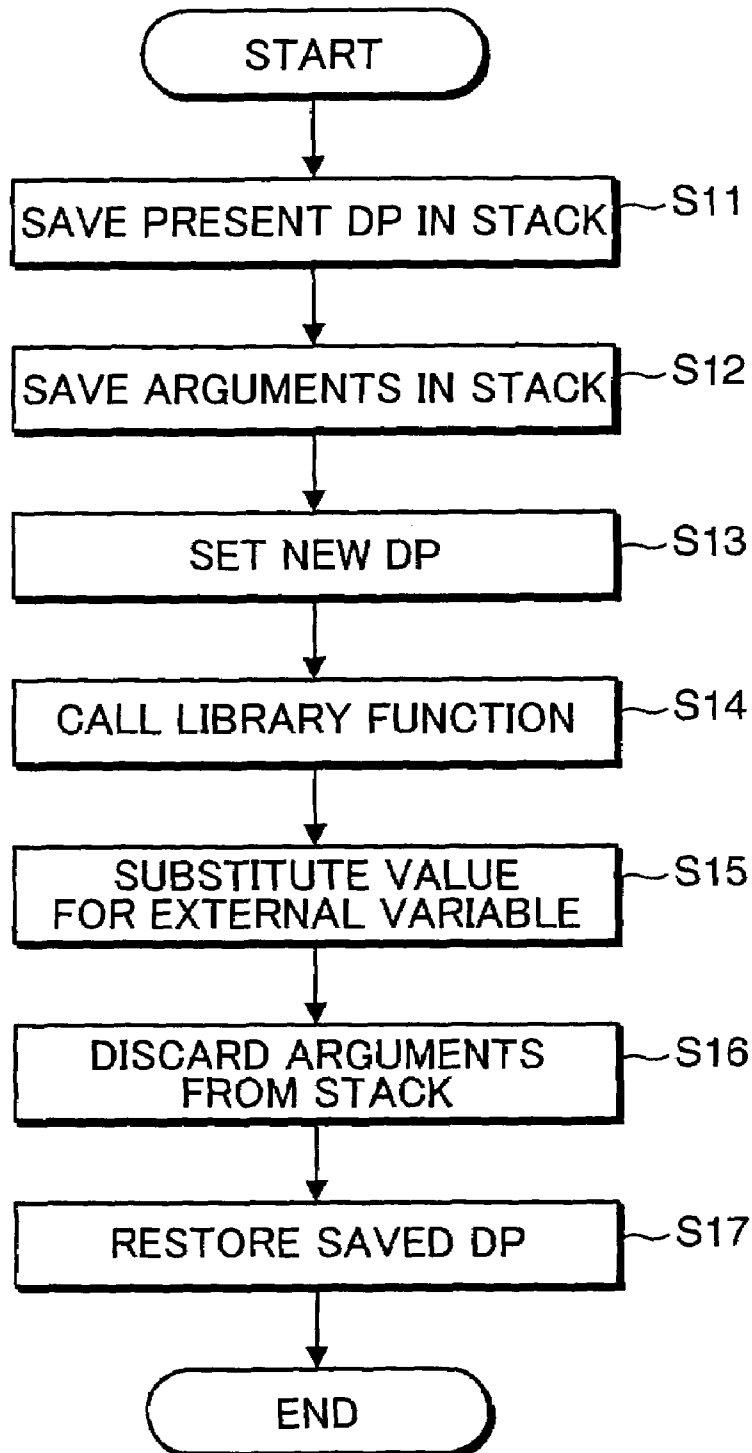 START
SAVE PRESENT DP IN STACK
S11
SAVE ARGUMENTS IN STACK
S12
SET NEW DP
S13
CALL LIBRARY FUNCTION
S14
SUBSTITUTE VALUE
FOR EXTERNAL VARIABLE
S15
DISCARD ARGUMENTS
FROM STACK
S16
RESTORE SAVED DP
S17
END